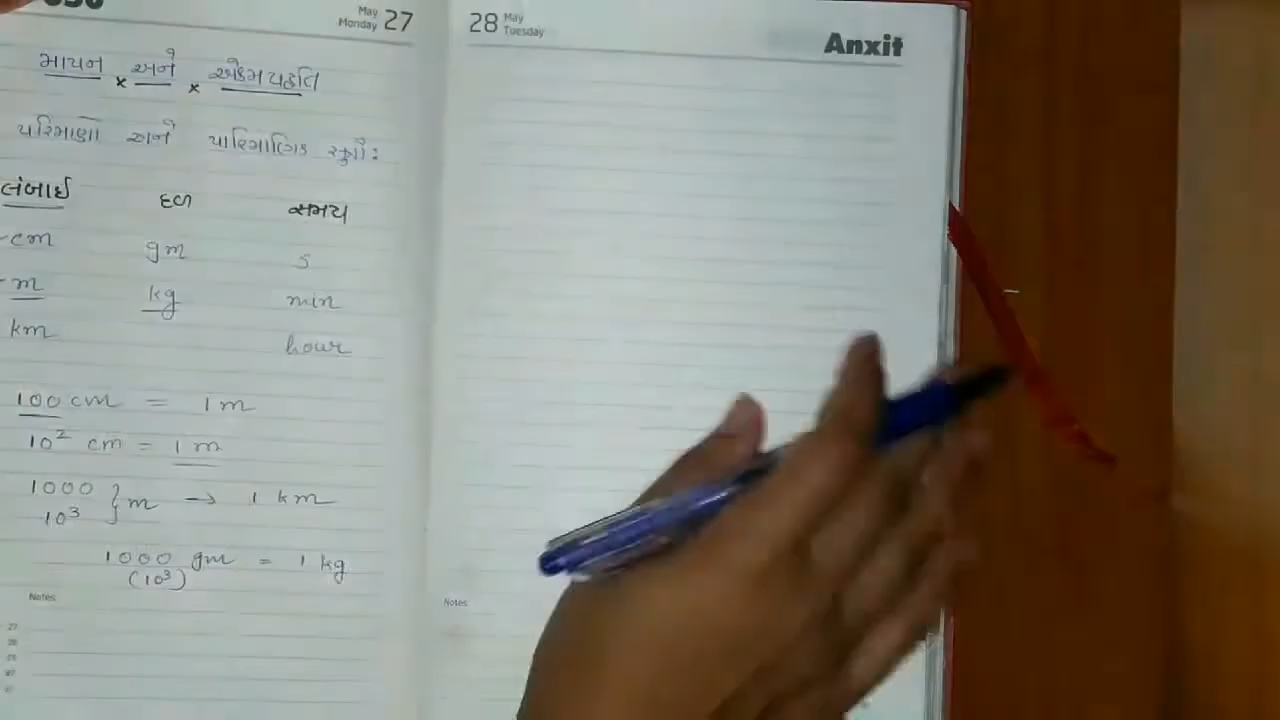 May
Monday 27
માપન અને એકમ પદ્ધતિ
x x
પરિમાણો અને પારિમાણિક સૂત્રો:
લંબાઈ દળ સમય
cm gm s
m kg min
km hour
100 cm = 1 m
10² cm = 1 m
1000
10³ } m → 1 km
1000 gm = 1 kg
(10³)
Notes
27
28 May
Tuesday
Anxit
Notes